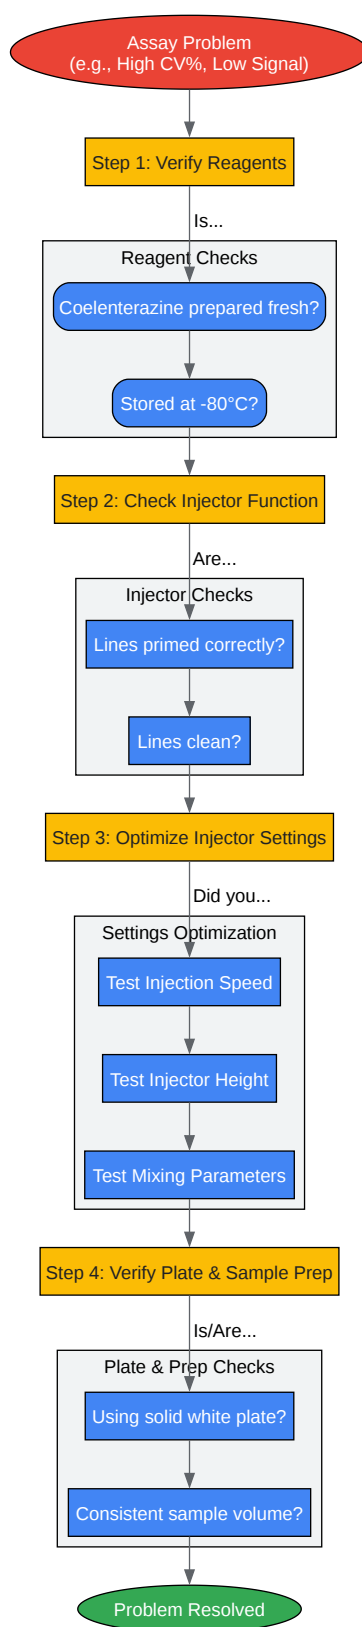 Assay Problem
(e.g., High CV%, Low Signal)
Step 1: Verify Reagents
Is...
Reagent Checks
Coelenterazine prepared fresh?
Stored at -80°C?
Step 2: Check Injector Function
Are...
Injector Checks
Lines primed correctly?
Lines clean?
Step 3: Optimize Injector Settings
Did you...
Settings Optimization
Test Injection Speed
Test Injector Height
Test Mixing Parameters
Step 4: Verify Plate & Sample Prep
Is/Are...
Plate & Prep Checks
Using solid white plate?
Consistent sample volume?
Problem Resolved